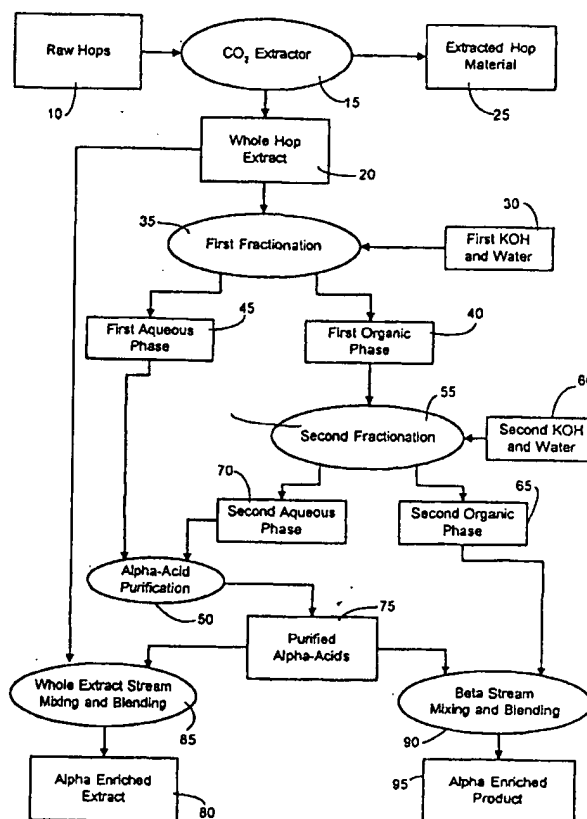 Raw Hops
10
CO2 Extractor
15
Extracted Hop
Material
25
Whole Hop
Extract
20
35
First Fractionation
30
First KOH
and Water
45
First Aqueous
Phase
40
First Organic
Phase
55
Second Fractionation
Second KOH
and Water
70
Second Aqueous
Phase
65
Second Organic
Phase
Alpha-Acid
Purification
50
75
Purified
Alpha-Acids
Whole Extract Stream
Mixing and Blending
85
Beta Stream
Mixing and Blending
90
Alpha Enriched
Extract
80
95
Alpha Enriched
Product